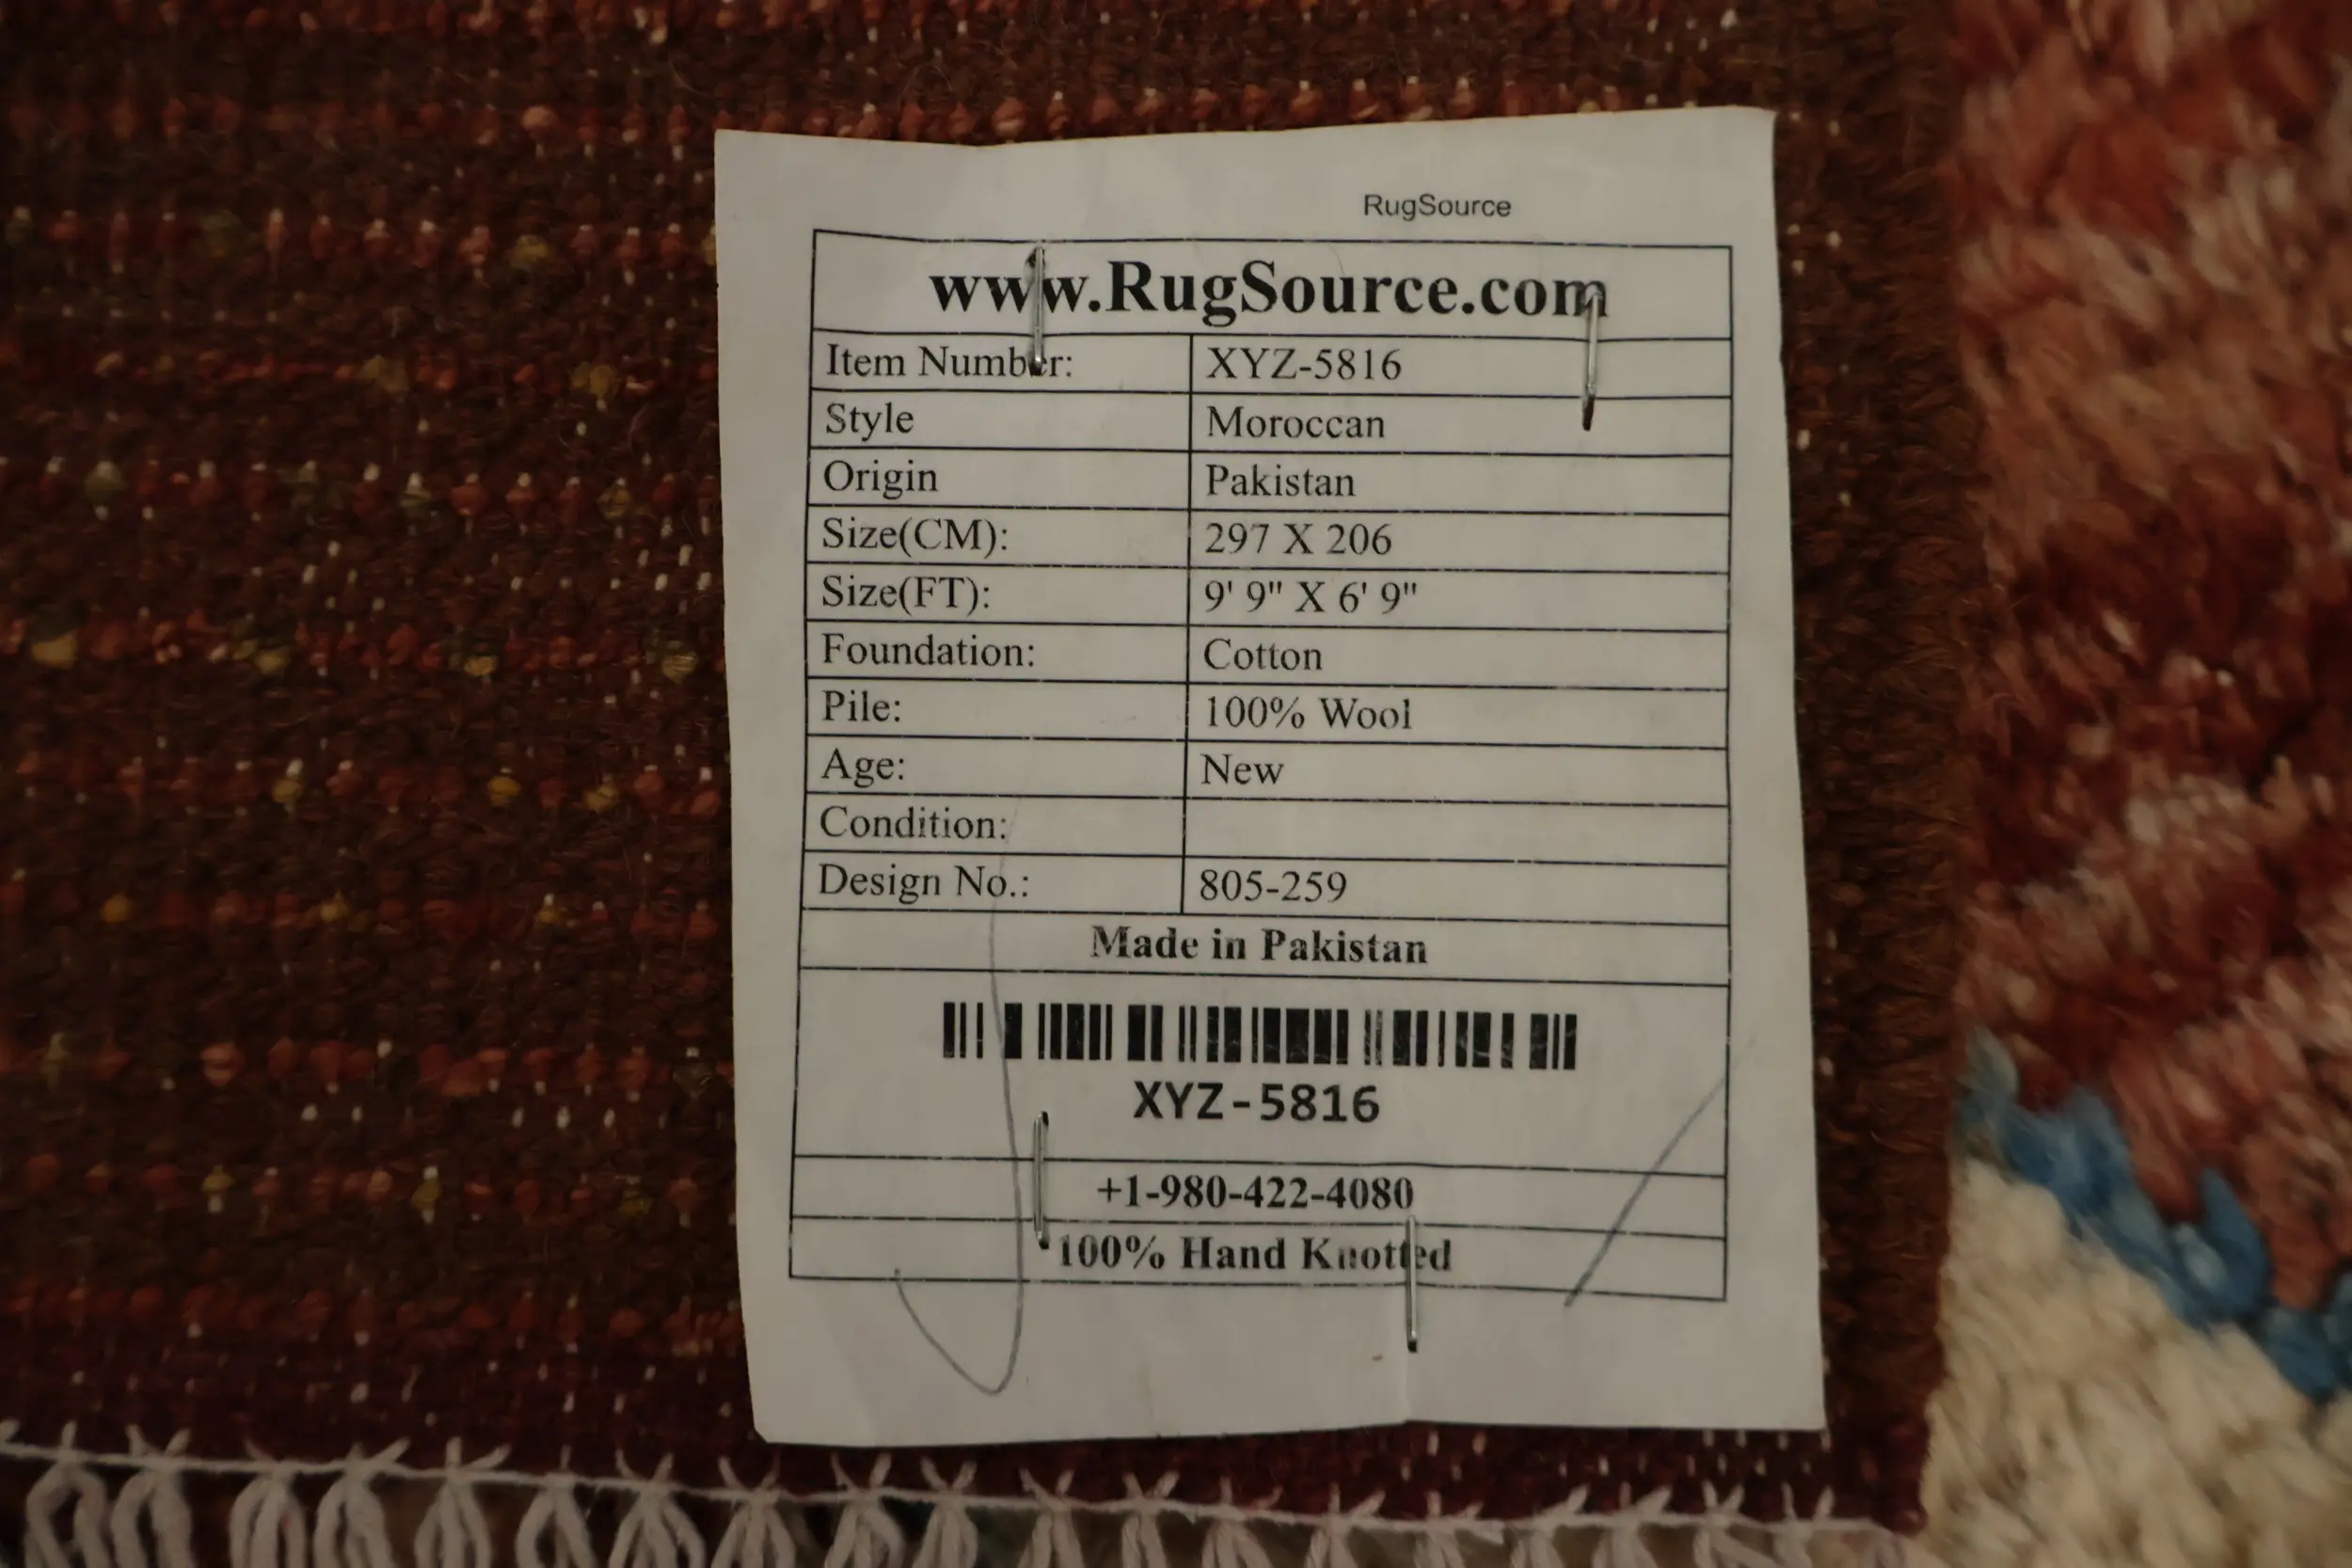 RugSource
www.RugSource.com
Item Number: XYZ-5816
Style Moroccan
Origin Pakistan
Size(CM): 297 X 206
Size(FT): 9' 9" X 6' 9"
Foundation: Cotton
Pile: 100% Wool
Age: New
Condition:
Design No.: 805-259
Made in Pakistan
XYZ-5816
+1-980-422-4080
100% Hand Knotted